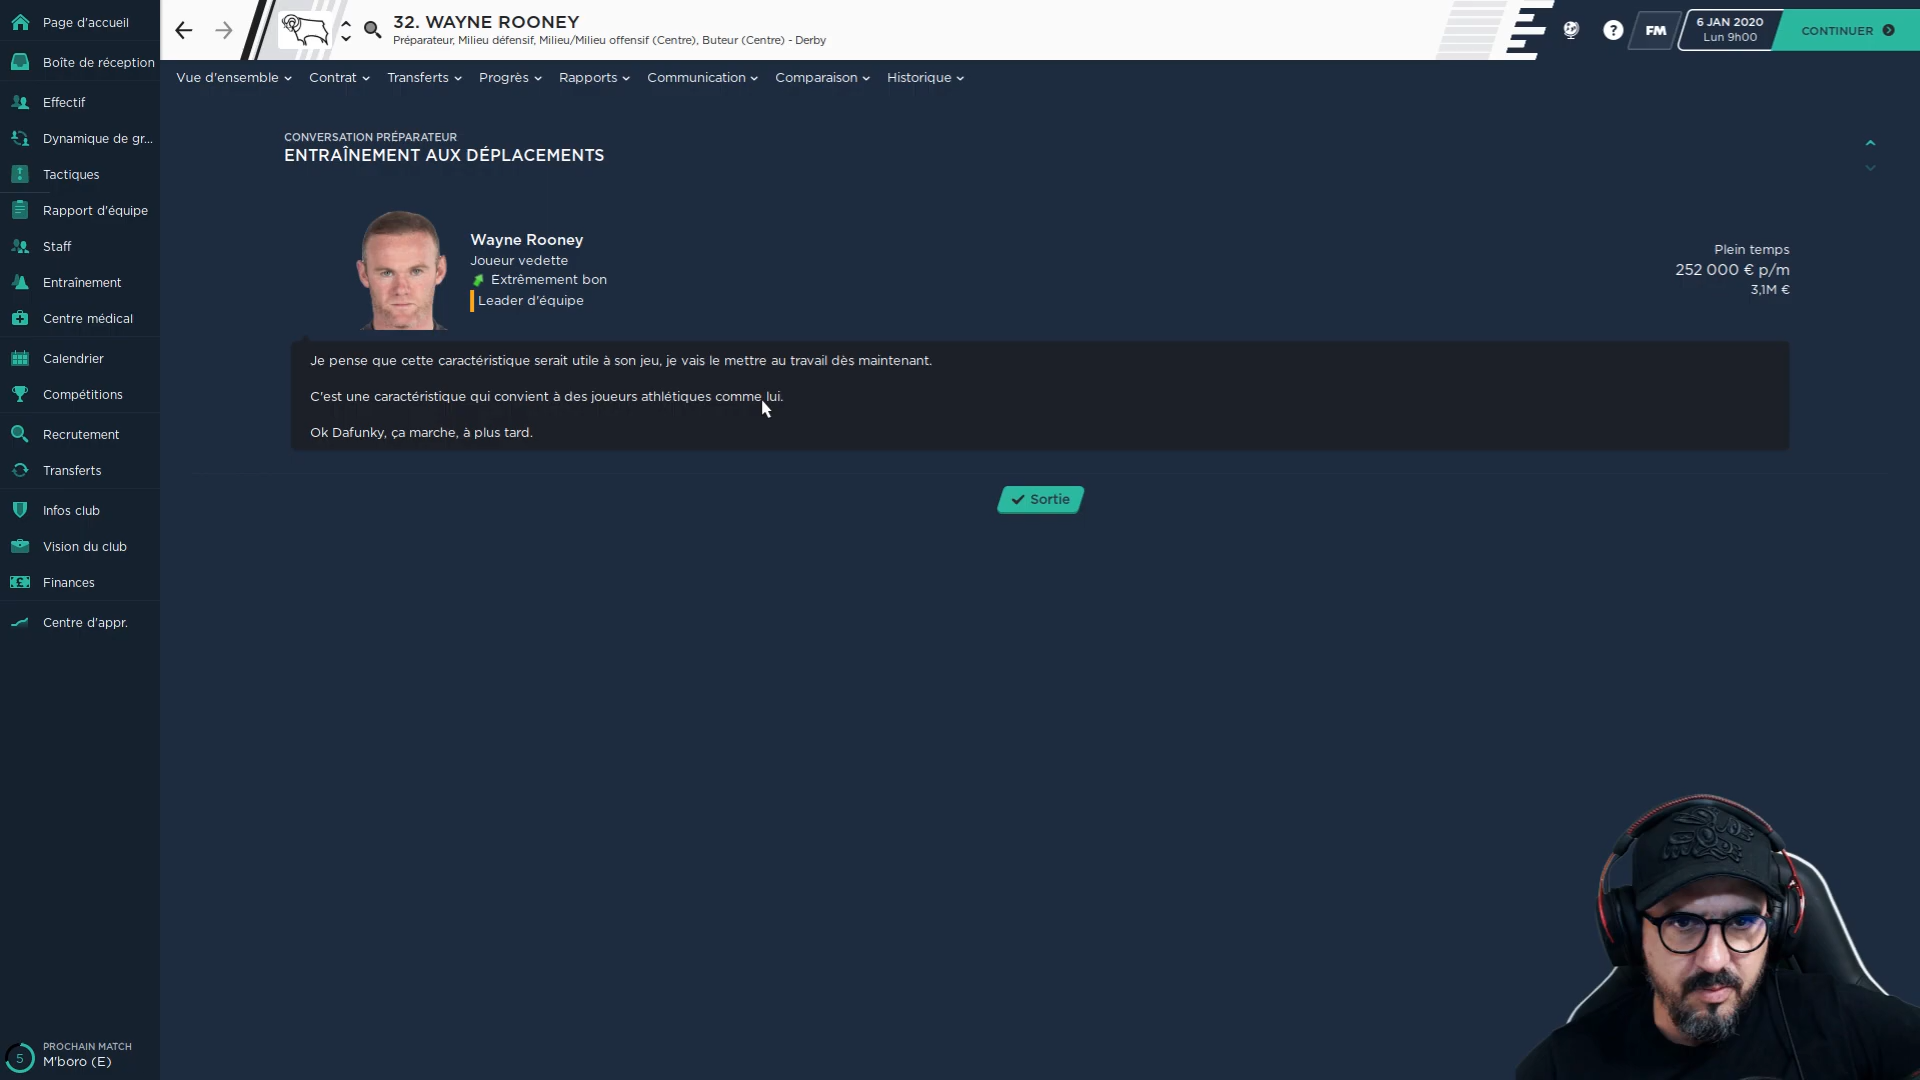 Page d'accueil
Boîte de réception
Effectif
Dynamique de gr...
Tactiques
Rapport d'équipe
Staff
Entraînement
Centre médical
Calendrier
Compétitions
Recrutement
Transferts
Infos club
Vision du club
Finances
Centre d'appr.
5
PROCHAIN MATCH
M'boro (E)
32. WAYNE ROONEY
Préparateur, Milieu défensif, Milieu/Milieu offensif (Centre), Buteur (Centre) - Derby
?
FM
6 JAN 2020
Lun 9h00
CONTINUER
Vue d'ensemble
Contrat
Transferts
Progrès
Rapports
Communication
Comparaison
Historique
CONVERSATION PRÉPARATEUR
ENTRAÎNEMENT AUX DÉPLACEMENTS
Wayne Rooney
Joueur vedette
Extrêmement bon
Leader d'équipe
Plein temps
252 000 € p/m
3,1M €
Je pense que cette caractéristique serait utile à son jeu, je vais le mettre au travail dès maintenant.
C'est une caractéristique qui convient à des joueurs athlétiques comme lui.
Ok Dafunky, ça marche, à plus tard.
Sortie